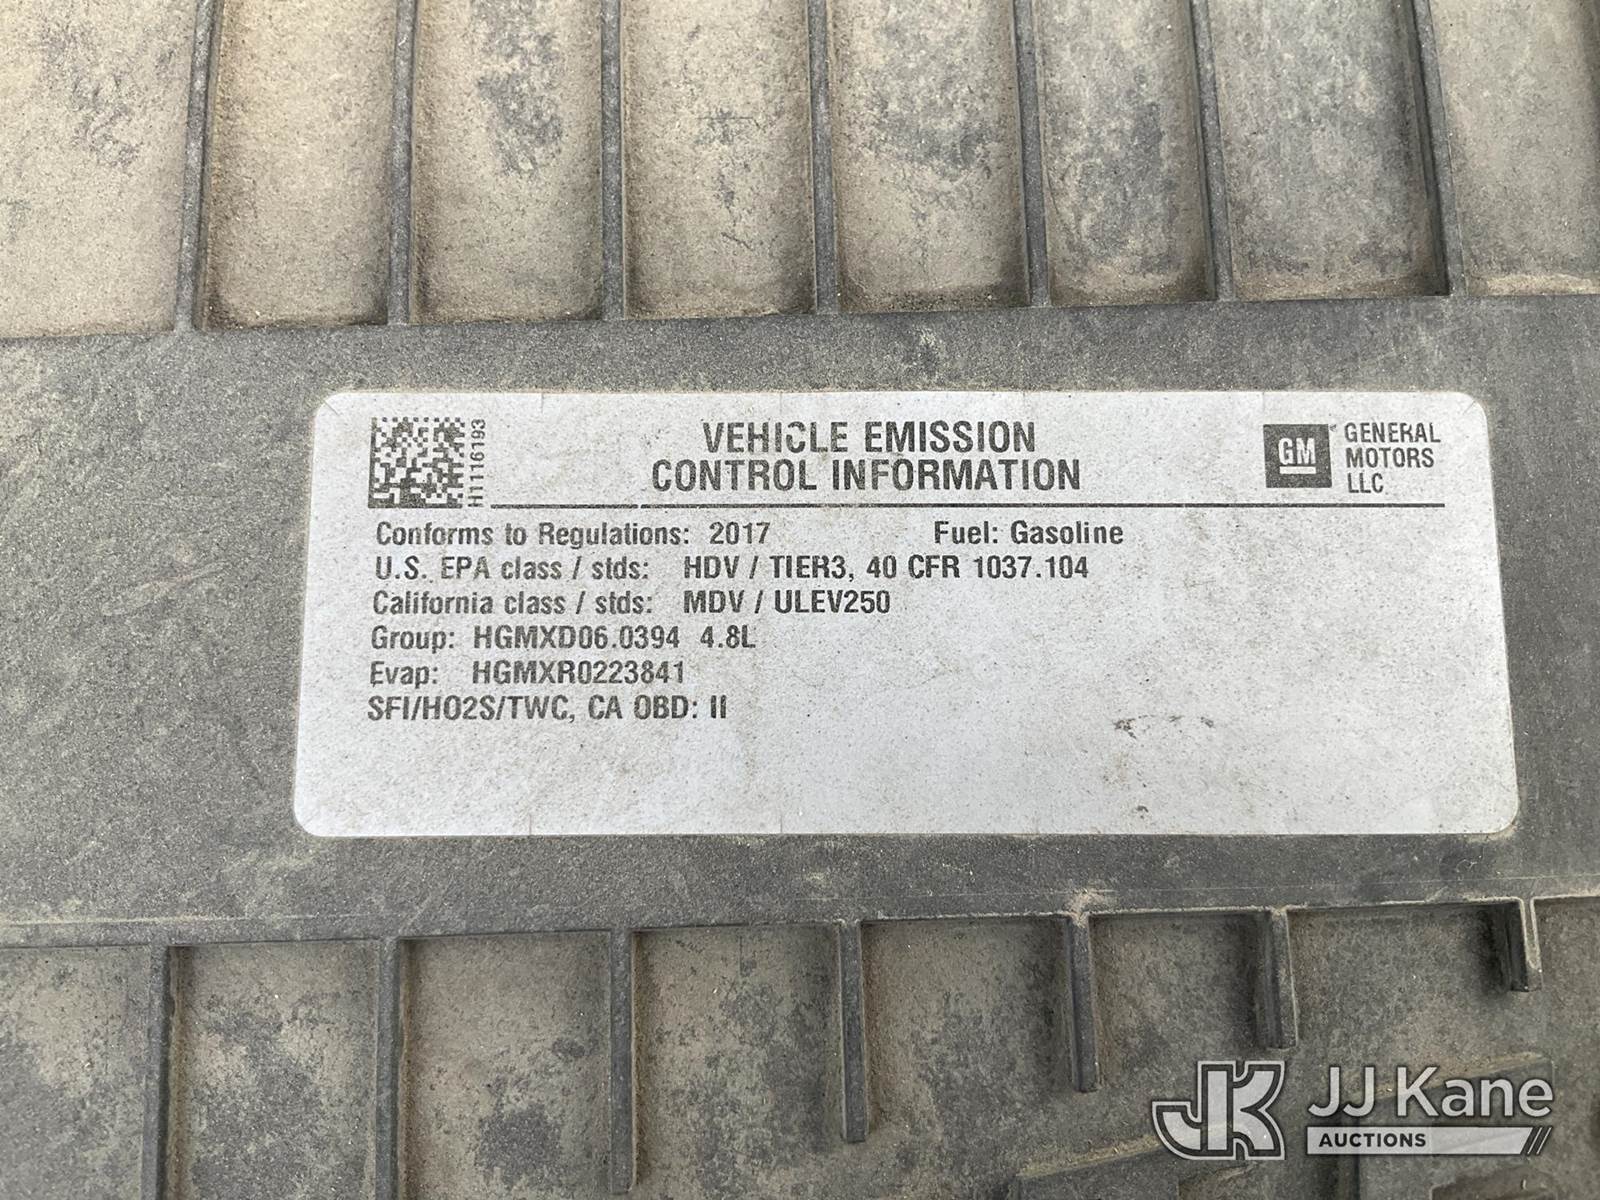 H1116193
VEHICLE EMISSION
CONTROL INFORMATION
GM
GENERAL
MOTORS
LLC
Conforms to Regulations: 2017 Fuel: Gasoline
U.S. EPA class / stds: HDV / TIER3, 40 CFR 1037.104
California class / stds: MDV / ULEV250
Group: HGMXD06.0394 4.8L
Evap: HGMXR0223841
SFI/HO2S/TWC, CA OBD: II
JK JJ Kane
AUCTIONS